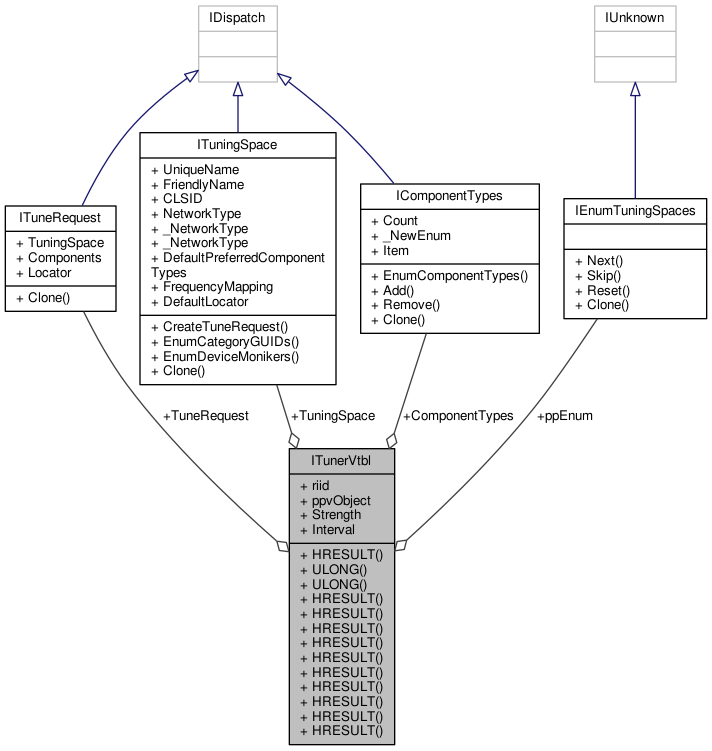 IDispatch
IUnknown
ITuneRequest
+ TuningSpace
+ Components
+ Locator
+ Clone()
ITuningSpace
+ UniqueName
+ FriendlyName
+ CLSID
+ NetworkType
+ _NetworkType
+ _NetworkType
+ DefaultPreferredComponent
Types
+ FrequencyMapping
+ DefaultLocator
+ CreateTuneRequest()
+ EnumCategoryGUIDs()
+ EnumDeviceMonikers()
+ Clone()
IComponentTypes
+ Count
+ _NewEnum
+ Item
+ EnumComponentTypes()
+ Add()
+ Remove()
+ Clone()
IEnumTuningSpaces
+ Next()
+ Skip()
+ Reset()
+ Clone()
+TuneRequest
+TuningSpace
+ComponentTypes
+ppEnum
ITunerVtbl
+ riid
+ ppvObject
+ Strength
+ Interval
+ HRESULT()
+ ULONG()
+ ULONG()
+ HRESULT()
+ HRESULT()
+ HRESULT()
+ HRESULT()
+ HRESULT()
+ HRESULT()
+ HRESULT()
+ HRESULT()
+ HRESULT()
+ HRESULT()